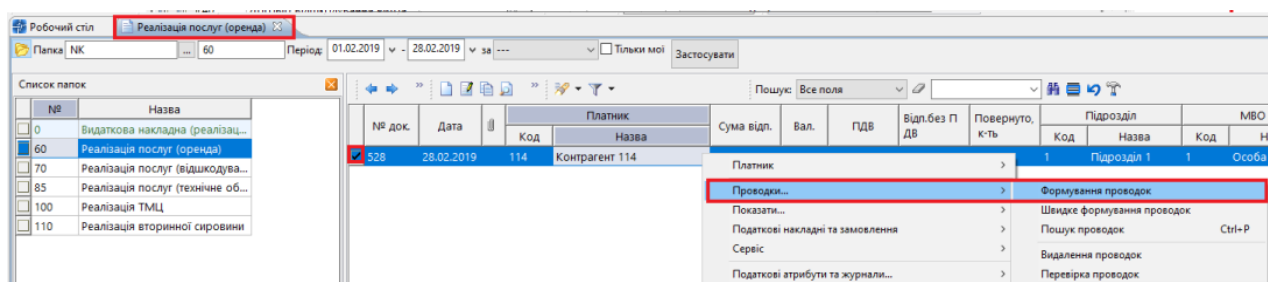 Робочий стіл Реалізація послуг (оренда)
Папка NK ... 60 Період: 01.02.2019 - 28.02.2019 за --- Тільки мої Застосувати
Список папок » » Пошук: Все поля
№ Назва
0 Видаткова накладна (реалізац...
60 Реалізація послуг (оренда)
70 Реалізація послуг (відшкодува...
85 Реалізація послуг (технічне об...
100 Реалізація ТМЦ
110 Реалізація вторинної сировини
№ док. Дата Платник Сума відп. Вал. ПДВ Відп.без П ДВ Повернуто, к-ть Підрозділ МВО
Код Назва Код Назва Код Н
528 28.02.2019 114 Контрагент 114 1 Підрозділ 1 1 Особа
Платник >
Проводки... > Формування проводок
Показати... > Швидке формування проводок
Податкові накладні та замовлення > Пошук проводок Ctrl+P
Сервіс > Видалення проводок
Податкові атрибути та журнали... > Перевірка проводок